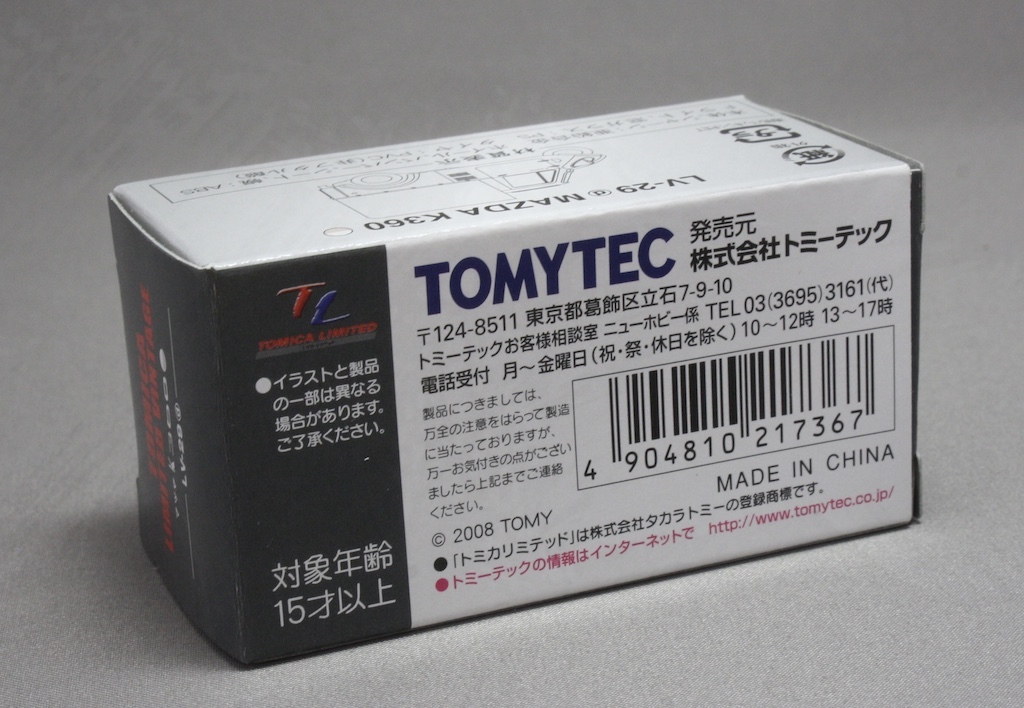 LV-29 ⓐ MAZDA K360
TL
TOMICA LIMITED
●イラストと製品
の一部は異なる
場合があります。
ご了承ください。
対象年齢
15才以上
TOMYTEC 発売元
株式会社トミーテック
〒124-8511 東京都葛飾区立石7-9-10
トミーテックお客様相談室 ニューホビー係 TEL 03(3695)3161(代)
電話受付 月〜金曜日(祝・祭・休日を除く) 10〜12時 13〜17時
製品につきましては、
万全の注意をはらって製造
に当たっておりますが、
万一お気付きの点がござい
ましたら上記までご連絡
ください。
4 904810 217367
MADE IN CHINA
© 2008 TOMY
●「トミカリミテッド」は株式会社タカラトミーの登録商標です。
●トミーテックの情報はインターネットで http://www.tomytec.co.jp/